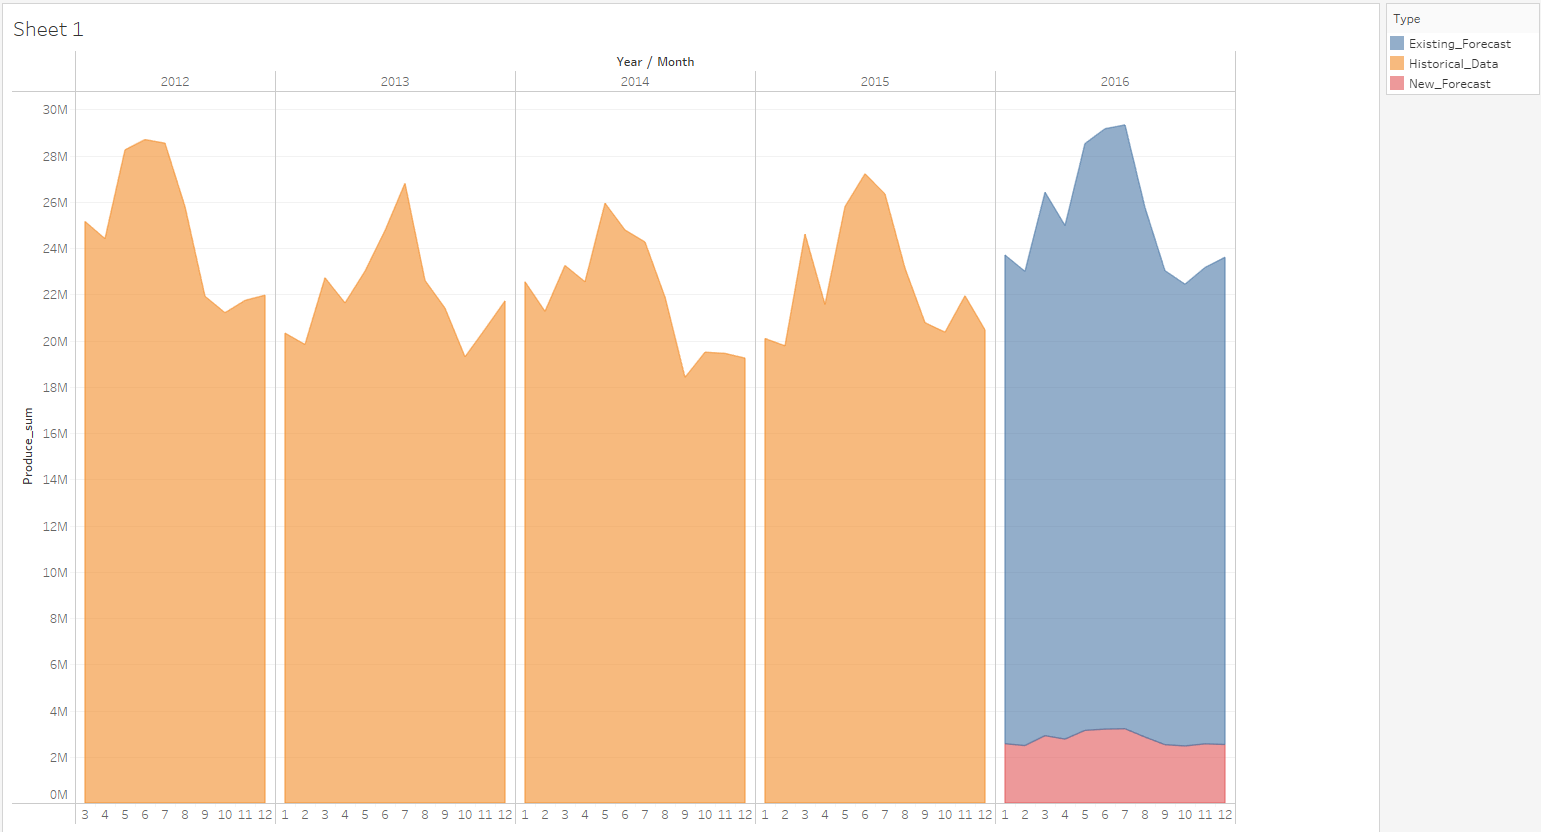 Sheet 1
Year / Month
2012 2013 2014 2015 2016
30M
28M
26M
24M
22M
20M
18M
16M
14M
12M
10M
8M
6M
4M
2M
0M
Produce_sum
3 4 5 6 7 8 9 10 11 12 1 2 3 4 5 6 7 8 9 10 11 12 1 2 3 4 5 6 7 8 9 10 11 12 1 2 3 4 5 6 7 8 9 10 11 12 1 2 3 4 5 6 7 8 9 10 11 12
Type
Existing_Forecast
Historical_Data
New_Forecast